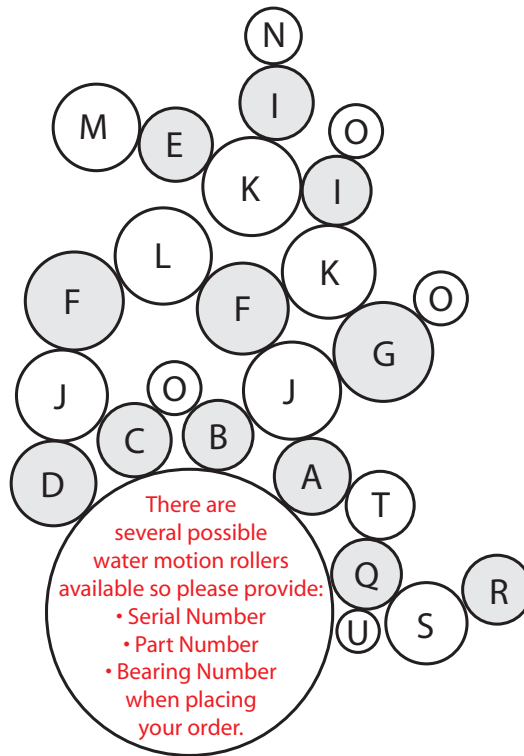 N
I
M
E
O
K
I
L
K
F
F
O
G
J
O
J
C
B
D
A
T
There are
several possible
water motion rollers
available so please provide:
• Serial Number
• Part Number
• Bearing Number
when placing
your order.
Q
R
U
S